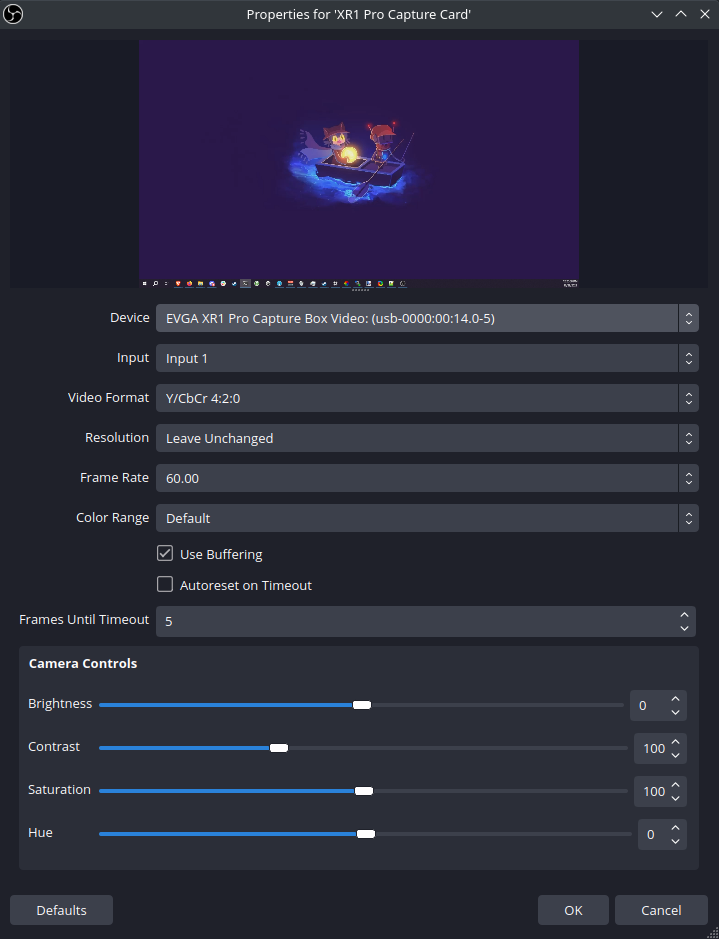 Properties for 'XR1 Pro Capture Card'
Device EVGA XR1 Pro Capture Box Video: (usb-0000:00:14.0-5)
Input Input 1
Video Format Y/CbCr 4:2:0
Resolution Leave Unchanged
Frame Rate 60.00
Color Range Default
Use Buffering
Autoreset on Timeout
Frames Until Timeout 5
Camera Controls
Brightness 0
Contrast 100
Saturation 100
Hue 0
Defaults OK Cancel